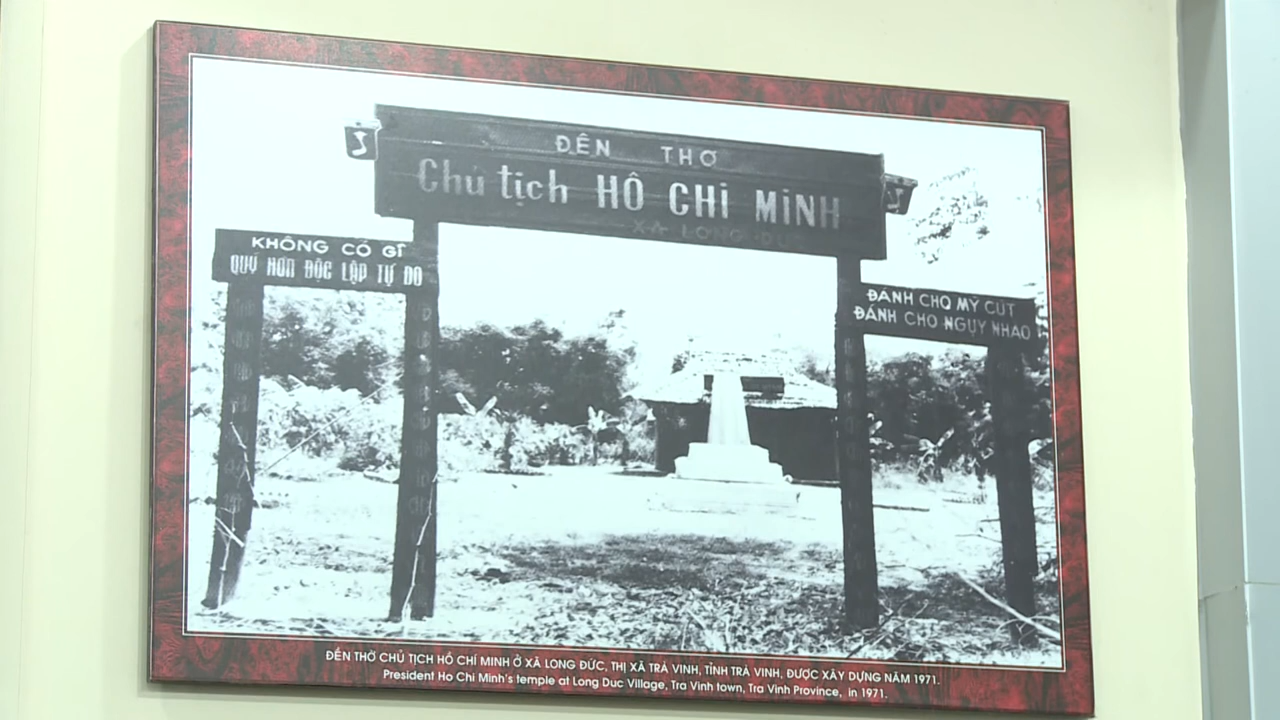 ĐỀN THỜ
Chủ tịch HỒ CHÍ MINH
XÃ LONG ĐỨC
KHÔNG CÓ GÌ
QUÝ HƠN ĐỘC LẬP TỰ DO
ĐÁNH CHO MỸ CÚT
ĐÁNH CHO NGỤY NHÀO
ĐỀN THỜ CHỦ TỊCH HỒ CHÍ MINH Ở XÃ LONG ĐỨC, THỊ XÃ TRÀ VINH, TỈNH TRÀ VINH, ĐƯỢC XÂY DỰNG NĂM 1971.
President Ho Chi Minh's temple at Long Duc Village, Tra Vinh town, Tra Vinh Province, in 1971.